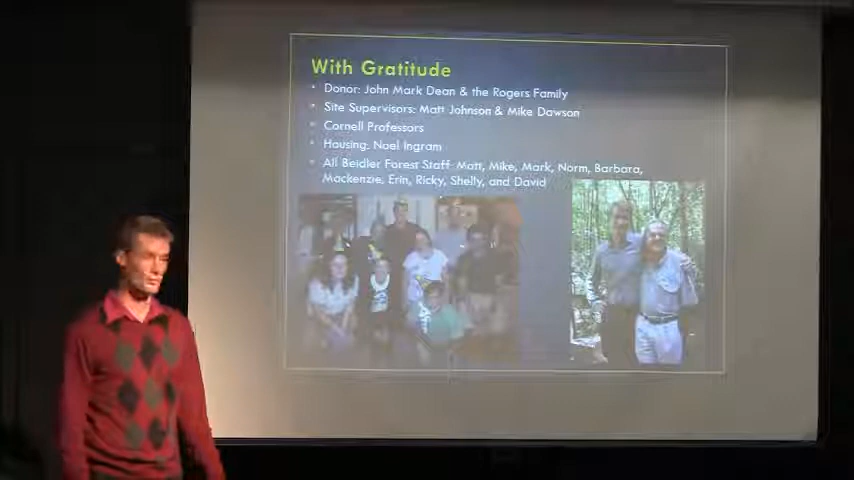 With Gratitude
Donor: John Mark Dean & the Rogers Family
Site Supervisors: Matt Johnson & Mike Dawson
Cornell Professors
Housing: Noel Ingram
All Beidler Forest Staff: Matt, Mike, Mark, Norm, Barbara,
Mackenzie, Erin, Ricky, Shelly, and David